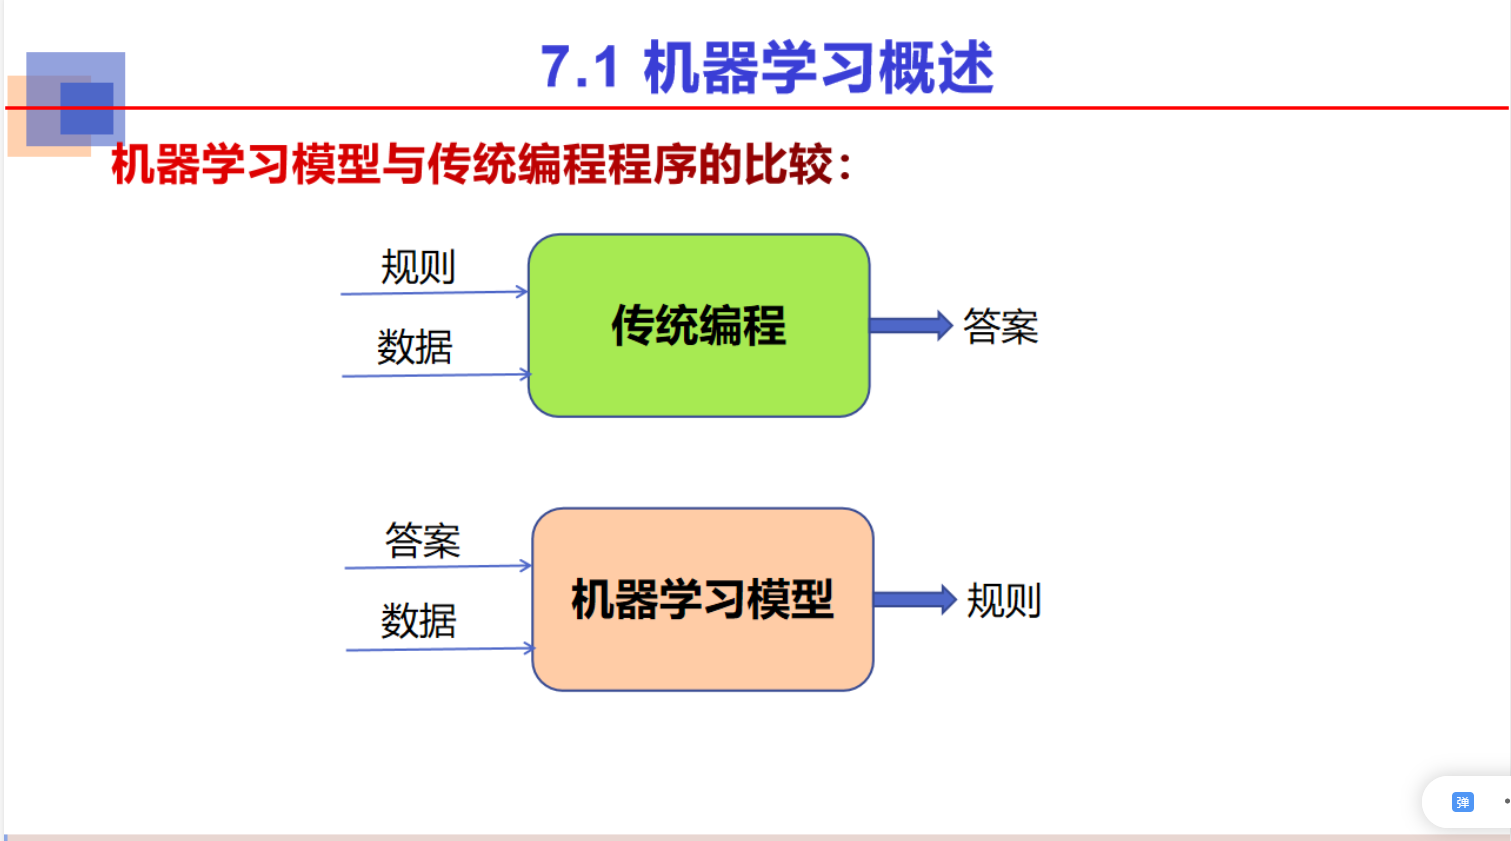 7.1 机器学习概述
机器学习模型与传统编程程序的比较：
规则
数据
传统编程
答案
答案
数据
机器学习模型
规则
弹